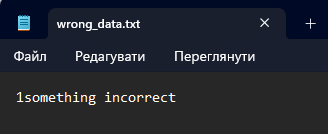 wrong_data.txt
Файл Редагувати Переглянути
1something incorrect